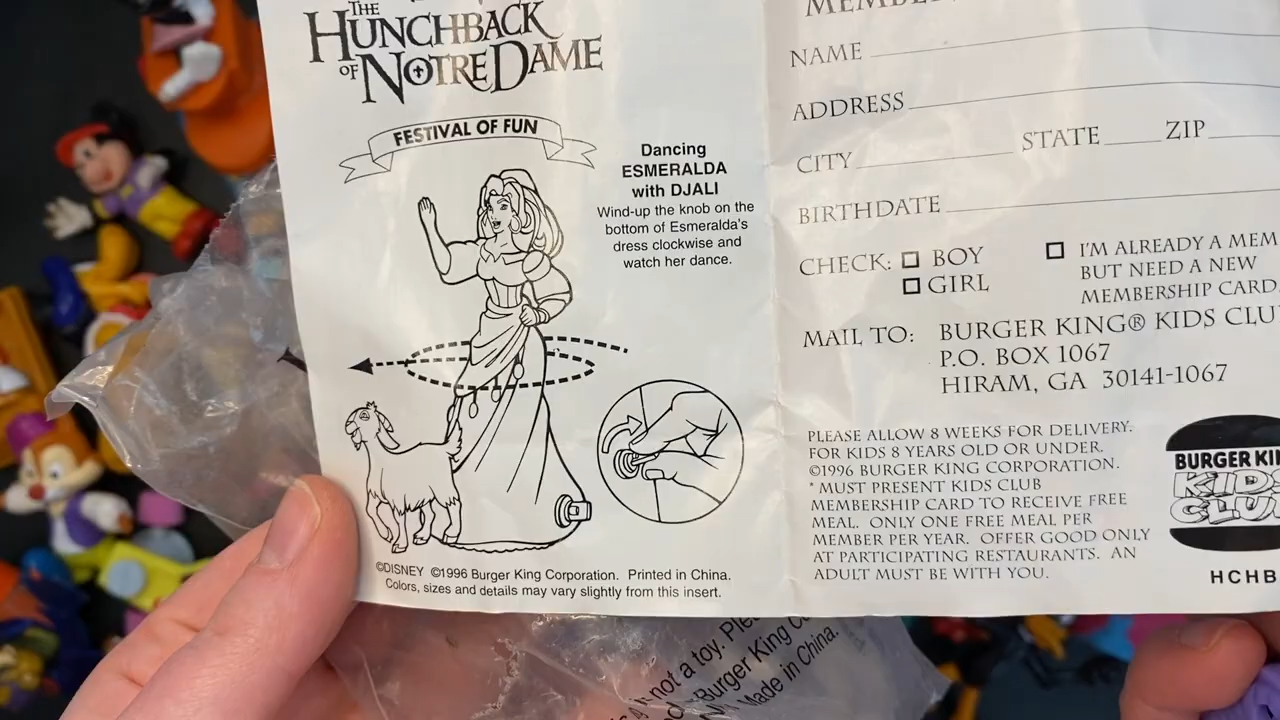 THE
HUNCHBACK
OF NOTRE DAME
FESTIVAL OF FUN
Dancing
ESMERALDA
with DJALI
Wind-up the knob on the
bottom of Esmeralda's
dress clockwise and
watch her dance.
©DISNEY ©1996 Burger King Corporation. Printed in China.
Colors, sizes and details may vary slightly from this insert.
NAME
ADDRESS
CITY STATE ZIP
BIRTHDATE
CHECK: BOY
GIRL
I'M ALREADY A
BUT NEED A NEW
MEMBERSHIP CARD
MAIL TO: BURGER KING® KIDS
P.O. BOX 1067
HIRAM, GA 30141-1067
PLEASE ALLOW 8 WEEKS FOR DELIVERY.
FOR KIDS 8 YEARS OLD OR UNDER.
©1996 BURGER KING CORPORATION.
* MUST PRESENT KIDS CLUB
MEMBERSHIP CARD TO RECEIVE FREE
MEAL. ONLY ONE FREE MEAL PER
MEMBER PER YEAR. OFFER GOOD ONLY
AT PARTICIPATING RESTAURANTS. AN
ADULT MUST BE WITH YOU.
BURGER
KIDS
CLUB
HCHB
not a toy.
Burger King
Made in China.